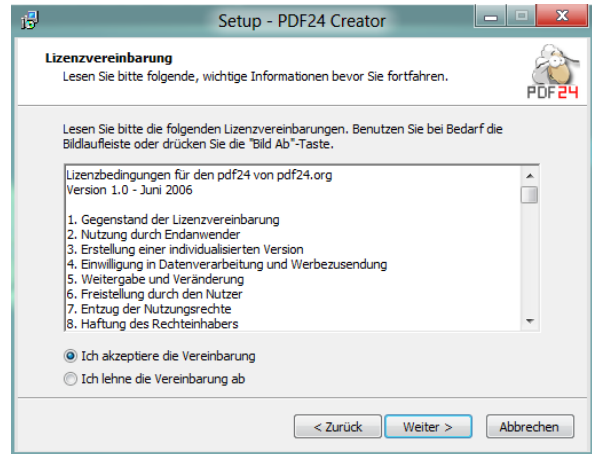 Setup - PDF24 Creator
Lizenzvereinbarung
Lesen Sie bitte folgende, wichtige Informationen bevor Sie fortfahren.
PDF24
Lesen Sie bitte die folgenden Lizenzvereinbarungen. Benutzen Sie bei Bedarf die
Bildlaufleiste oder drücken Sie die "Bild Ab"-Taste.
Lizenzbedingungen für den pdf24 von pdf24.org
Version 1.0 - Juni 2006
1. Gegenstand der Lizenzvereinbarung
2. Nutzung durch Endanwender
3. Erstellung einer individualisierten Version
4. Einwilligung in Datenverarbeitung und Werbezusendung
5. Weitergabe und Veränderung
6. Freistellung durch den Nutzer
7. Entzug der Nutzungsrechte
8. Haftung des Rechteinhabers
Ich akzeptiere die Vereinbarung
Ich lehne die Vereinbarung ab
< Zurück Weiter > Abbrechen